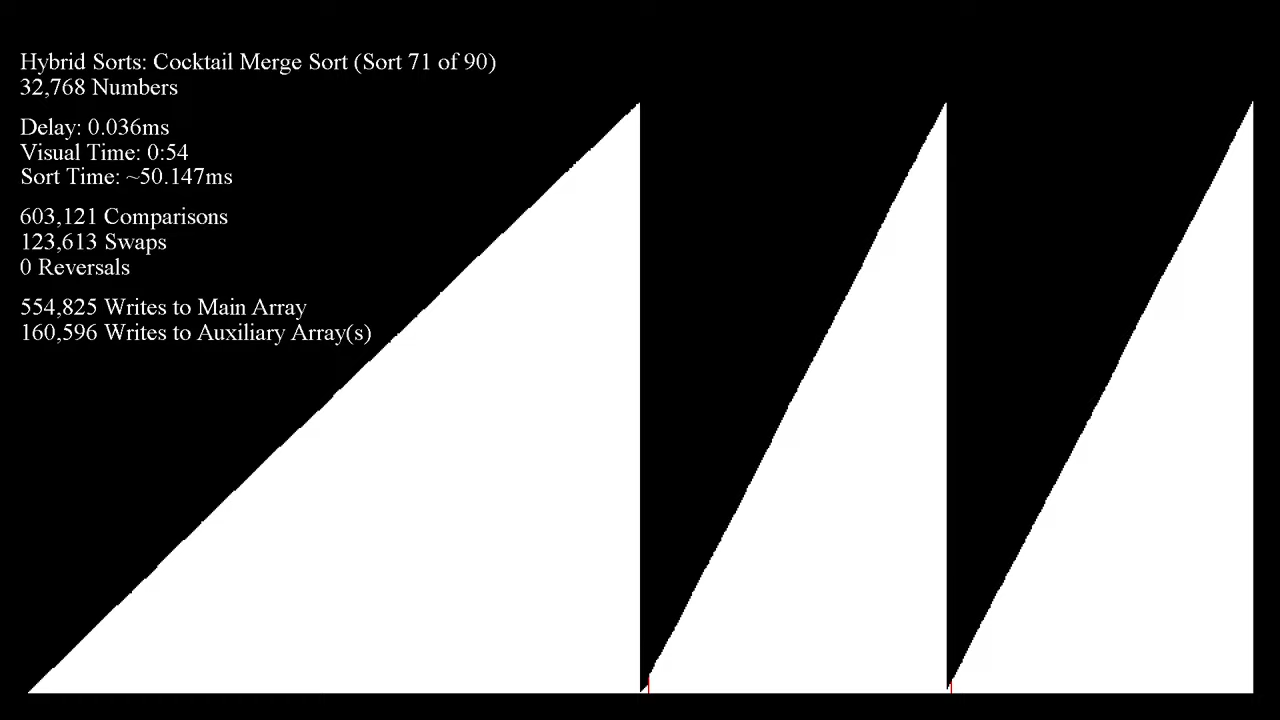 Hybrid Sorts: Cocktail Merge Sort (Sort 71 of 90)
32,768 Numbers
Delay: 0.036ms
Visual Time: 0:54
Sort Time: ~50.147ms
603,121 Comparisons
123,613 Swaps
0 Reversals
554,825 Writes to Main Array
160,596 Writes to Auxiliary Array(s)